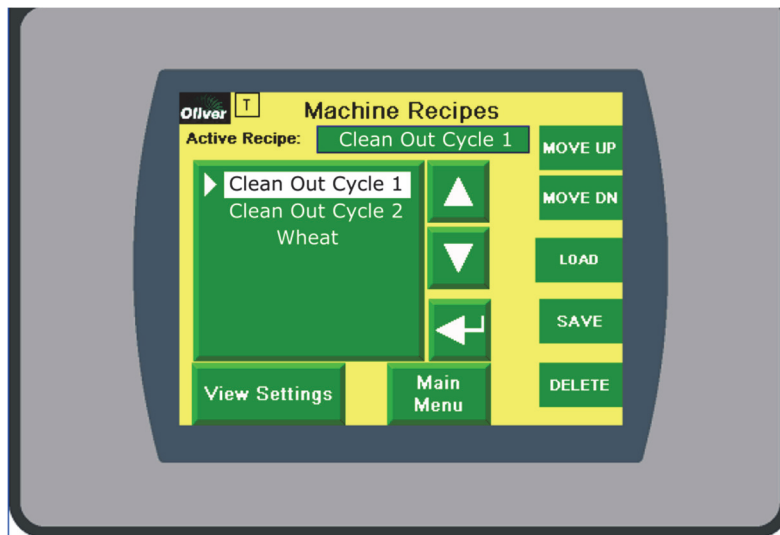 Oliver T Machine Recipes
Active Recipe: Clean Out Cycle 1
MOVE UP
Clean Out Cycle 1
Clean Out Cycle 2
Wheat
MOVE DN
LOAD
SAVE
DELETE
View Settings
Main
Menu